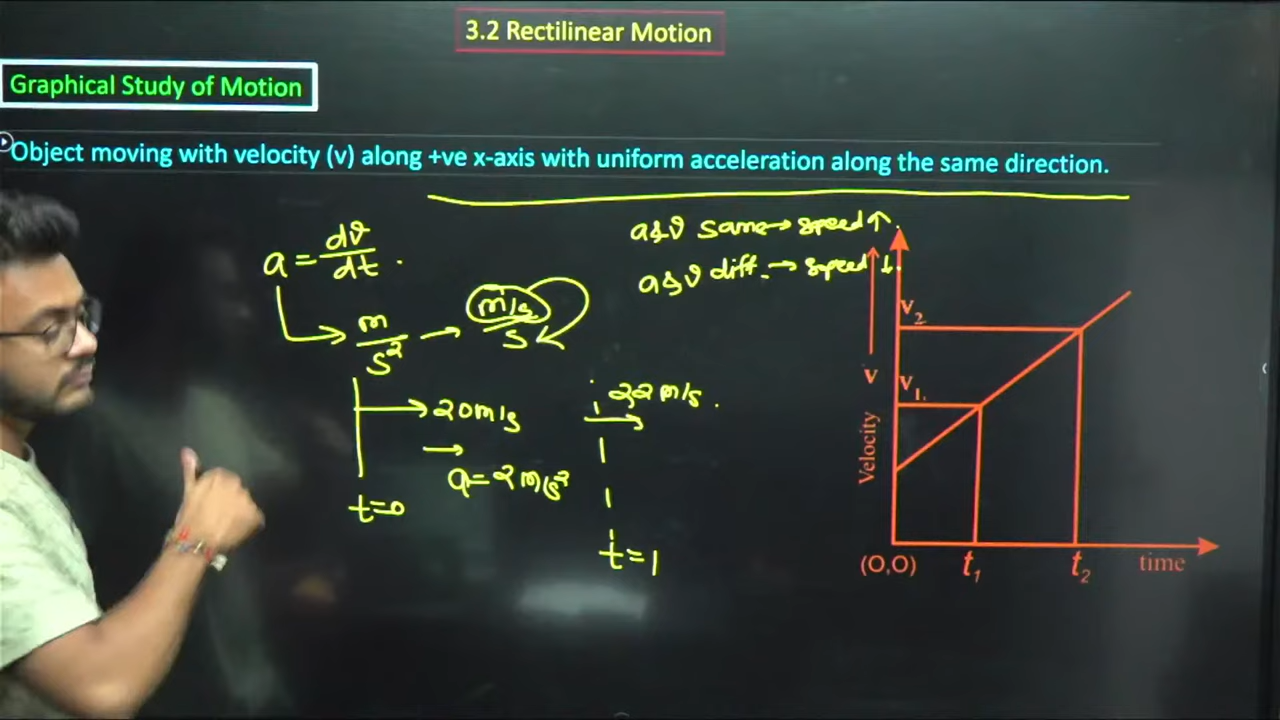 3.2 Rectilinear Motion
Graphical Study of Motion
Object moving with velocity (v) along +ve x-axis with uniform acceleration along the same direction.
a = dv/dt .
a & v same → speed ↑ .
a & v diff. → speed ↓ .
m/s² → m/s/s
20 m/s
a = 2 m/s²
t=0
22 m/s .
t=1
v₂
v₁
Velocity v
(0,0) t₁ t₂ time